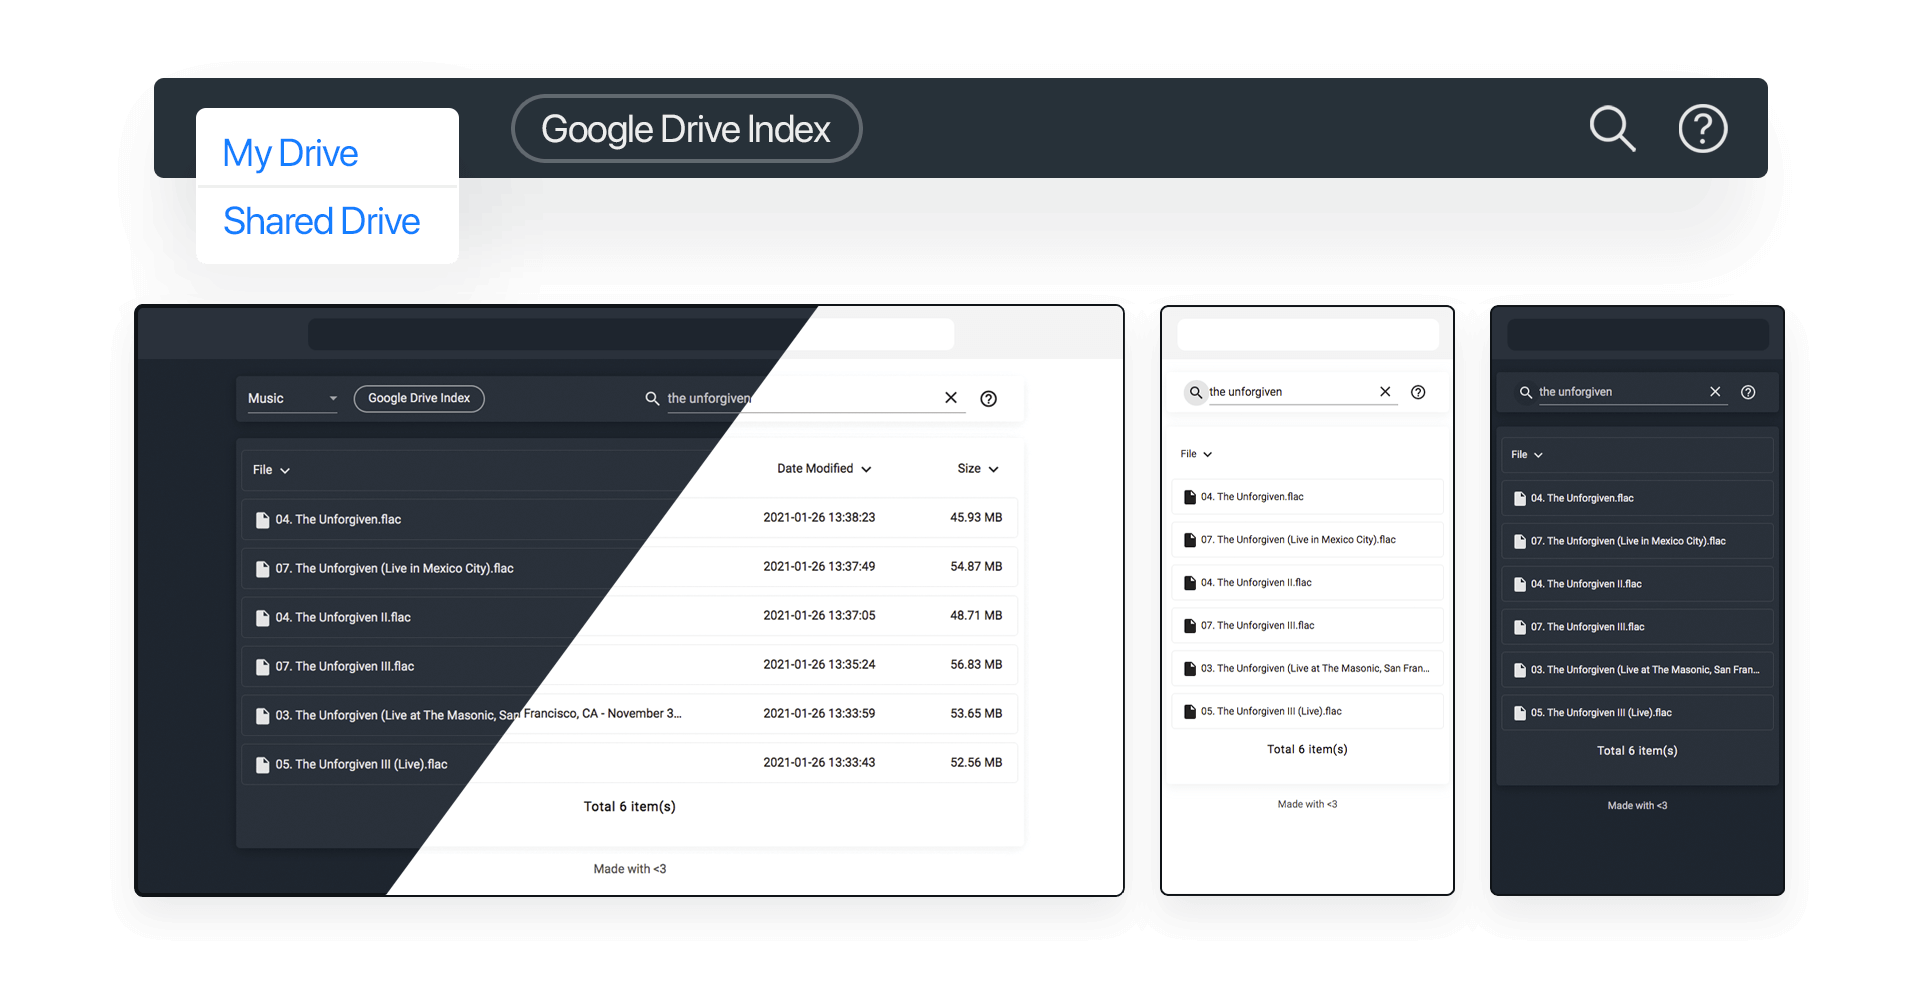 My Drive
Shared Drive
Google Drive Index
Music
Google Drive Index
the unforgiven
File
Date Modified
Size
04. The Unforgiven.flac
2021-01-26 13:38:23
45.93 MB
07. The Unforgiven (Live in Mexico City).flac
2021-01-26 13:37:49
54.87 MB
04. The Unforgiven II.flac
2021-01-26 13:37:05
48.71 MB
07. The Unforgiven III.flac
2021-01-26 13:35:24
56.83 MB
03. The Unforgiven (Live at The Masonic, San Francisco, CA - November 3...
2021-01-26 13:33:59
53.65 MB
05. The Unforgiven III (Live).flac
2021-01-26 13:33:43
52.56 MB
Total 6 item(s)
Made with <3
the unforgiven
File
04. The Unforgiven.flac
07. The Unforgiven (Live in Mexico City).flac
04. The Unforgiven II.flac
07. The Unforgiven III.flac
03. The Unforgiven (Live at The Masonic, San Fran...
05. The Unforgiven III (Live).flac
Total 6 item(s)
Made with <3
the unforgiven
File
04. The Unforgiven.flac
07. The Unforgiven (Live in Mexico City).flac
04. The Unforgiven II.flac
07. The Unforgiven III.flac
03. The Unforgiven (Live at The Masonic, San Fran...
05. The Unforgiven III (Live).flac
Total 6 item(s)
Made with <3